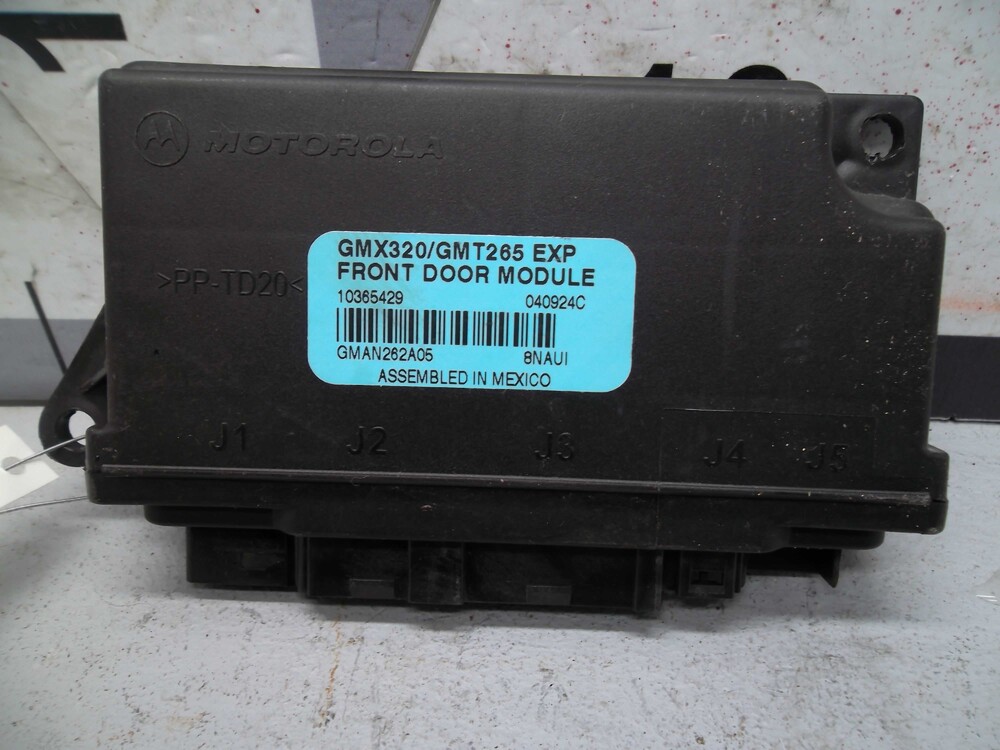 MOTOROLA
>PP-TD20<
GMX320/GMT265 EXP
FRONT DOOR MODULE
10365429 040924C
GMAN262A05 8NAUI
ASSEMBLED IN MEXICO
J1 J2 J3 J4 J5